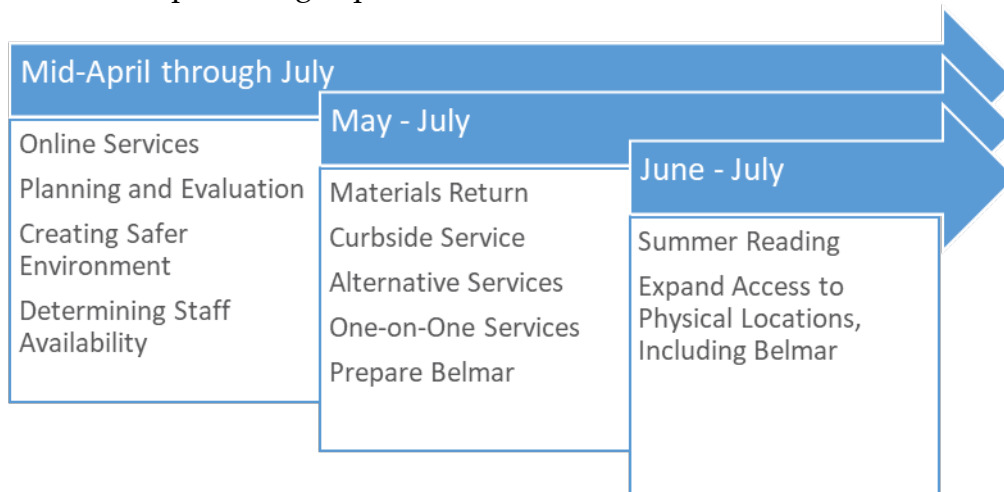 Mid-April through July
Online Services
Planning and Evaluation
Creating Safer
Environment
Determining Staff
Availability
May - July
Materials Return
Curbside Service
Alternative Services
One-on-One Services
Prepare Belmar
June - July
Summer Reading
Expand Access to
Physical Locations,
Including Belmar